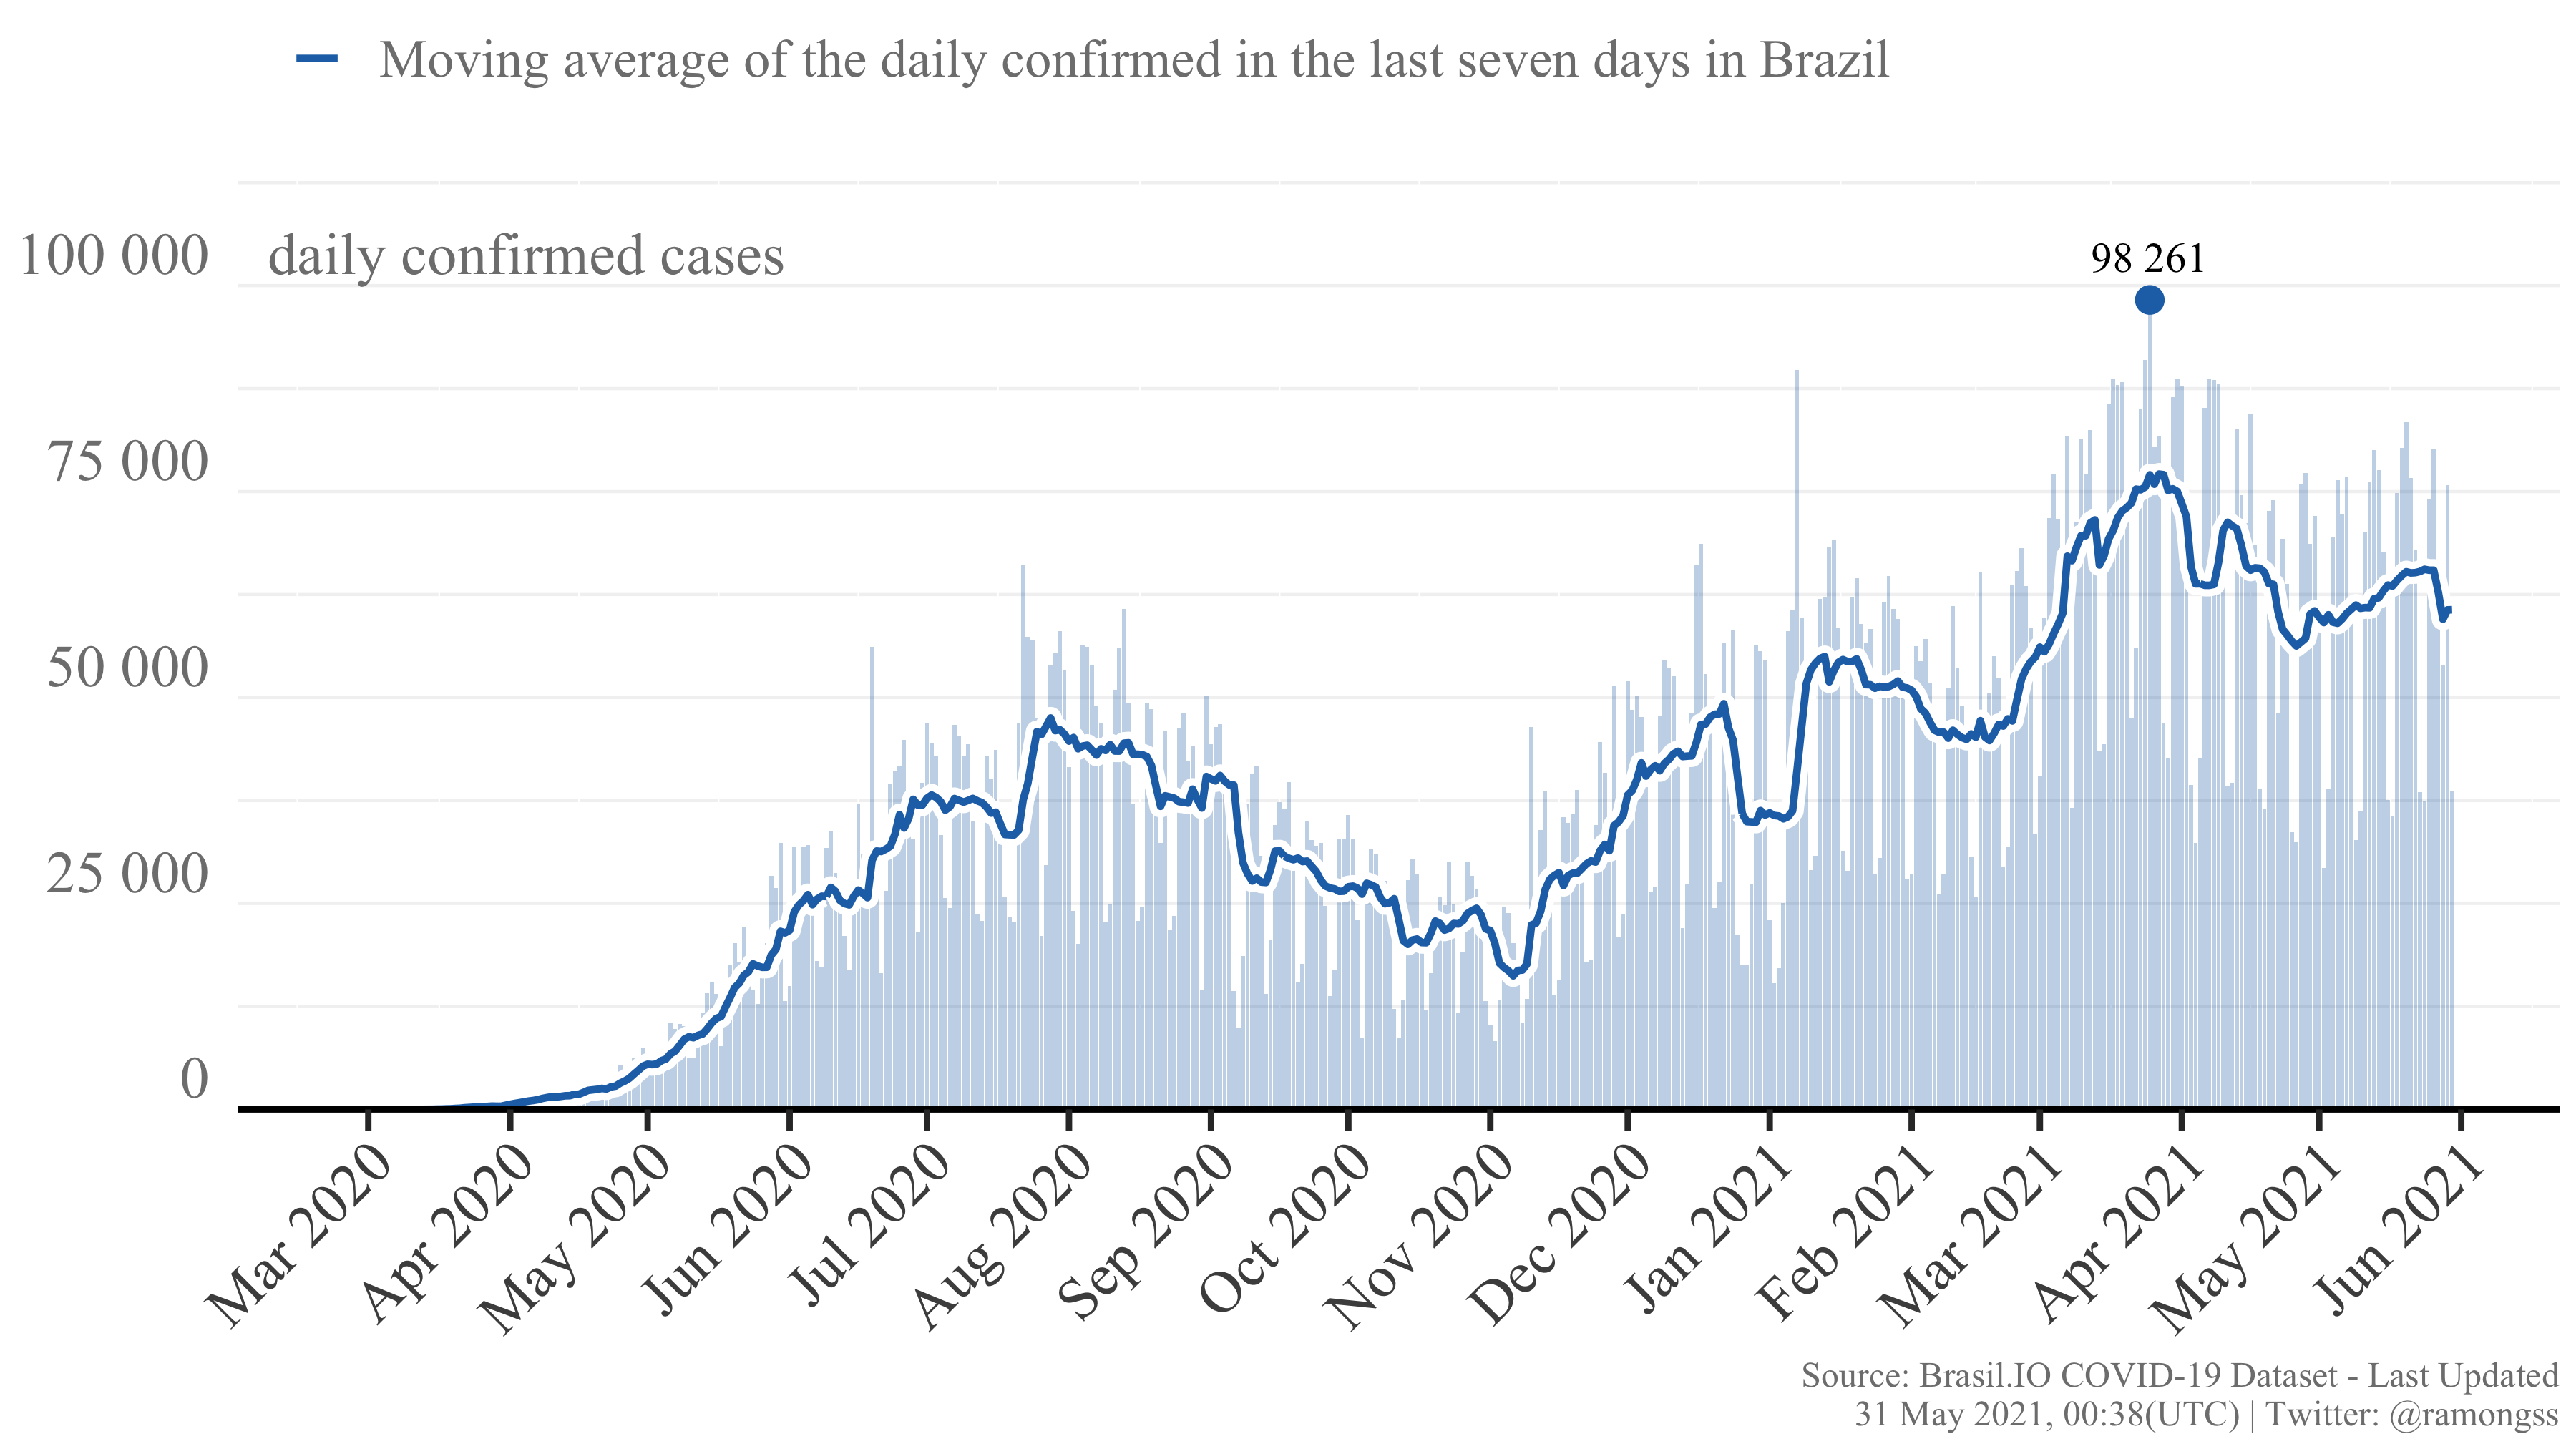 Moving average of the daily confirmed in the last seven days in Brazil
100 000
daily confirmed cases
98 261
75 000
50 000
25 000
0
Mar 2020
Apr 2020
May 2020
Jun 2020
Jul 2020
Aug 2020
Sep 2020
Oct 2020
Nov 2020
Dec 2020
Jan 2021
Feb 2021
Mar 2021
Apr 2021
May 2021
Jun 2021
Source: Brasil.IO COVID-19 Dataset - Last Updated
31 May 2021, 00:38(UTC) | Twitter: @ramongss